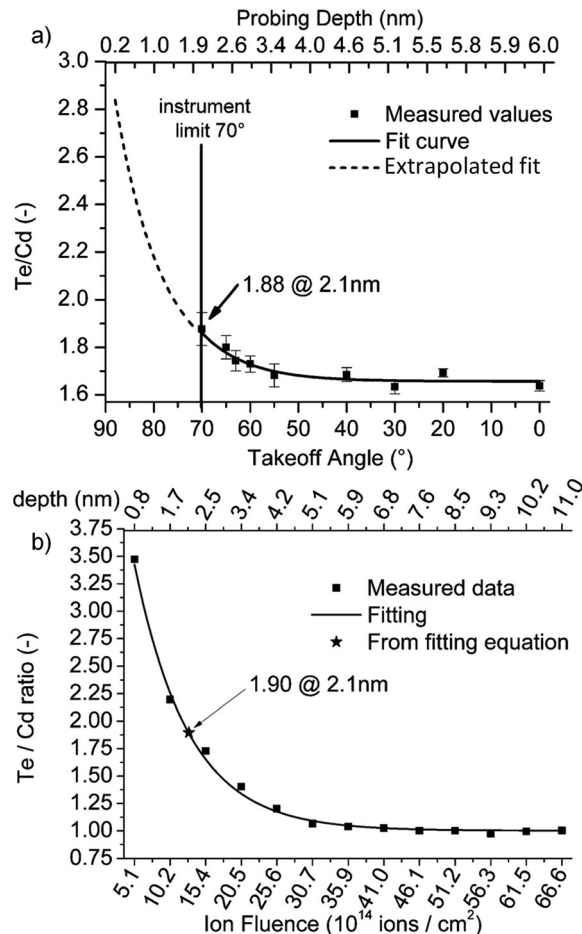 Probing Depth (nm)
0.2 1.0 1.9 2.6 3.4 4.0 4.6 5.1 5.5 5.8 5.9 6.0
a)
3.0
2.8
2.6
2.4
2.2
2.0
1.8
1.6
Te/Cd (-)
instrument
limit 70°
Measured values
Fit curve
Extrapolated fit
1.88 @ 2.1nm
90 80 70 60 50 40 30 20 10 0
Takeoff Angle (°)
depth (nm)
0.8 1.7 2.5 3.4 4.2 5.1 5.9 6.8 7.6 8.5 9.3 10.2 11.0
b)
3.75
3.50
3.25
3.00
2.75
2.50
2.25
2.00
1.75
1.50
1.25
1.00
0.75
Te / Cd ratio (-)
Measured data
Fitting
From fitting equation
1.90 @ 2.1nm
5.1 10.2 15.4 20.5 25.6 30.7 35.9 41.0 46.1 51.2 56.3 61.5 66.6
Ion Fluence (10¹⁴ ions / cm²)